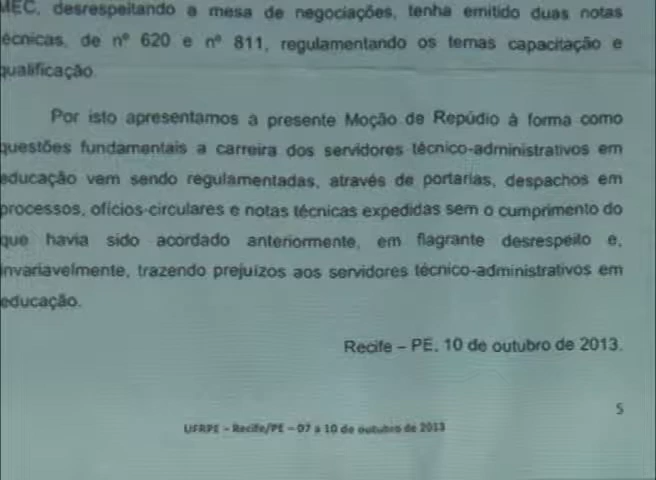 MEC, desrespeitando a mesa de negociações, tenha emitido duas notas
técnicas, de nº 620 e nº 811, regulamentando os temas capacitação e
qualificação.
Por isto apresentamos a presente Moção de Repúdio à forma como
questões fundamentais a carreira dos servidores técnico-administrativos em
educação vem sendo regulamentadas, através de portarias, despachos em
processos, ofícios-circulares e notas técnicas expedidas sem o cumprimento do
que havia sido acordado anteriormente, em flagrante desrespeito e,
invariavelmente, trazendo prejuízos aos servidores técnico-administrativos em
educação.
Recife – PE, 10 de outubro de 2013.
5
UFRPE – Recife/PE – 07 a 10 de outubro de 2013